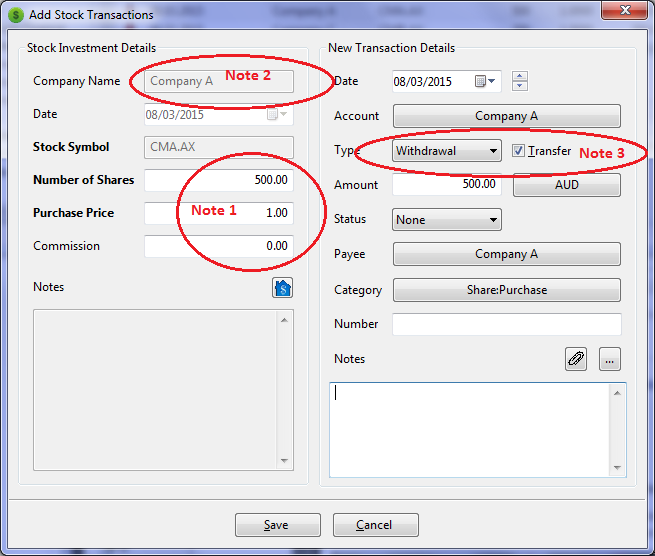 Add Stock Transactions
Stock Investment Details
Company Name Company A Note 2
Date 08/03/2015
Stock Symbol CMA.AX
Number of Shares 500.00
Purchase Price Note 1 1.00
Commission 0.00
Notes
New Transaction Details
Date 08/03/2015
Account Company A
Type Withdrawal Transfer Note 3
Amount 500.00 AUD
Status None
Payee Company A
Category Share:Purchase
Number
Notes ...
Save Cancel